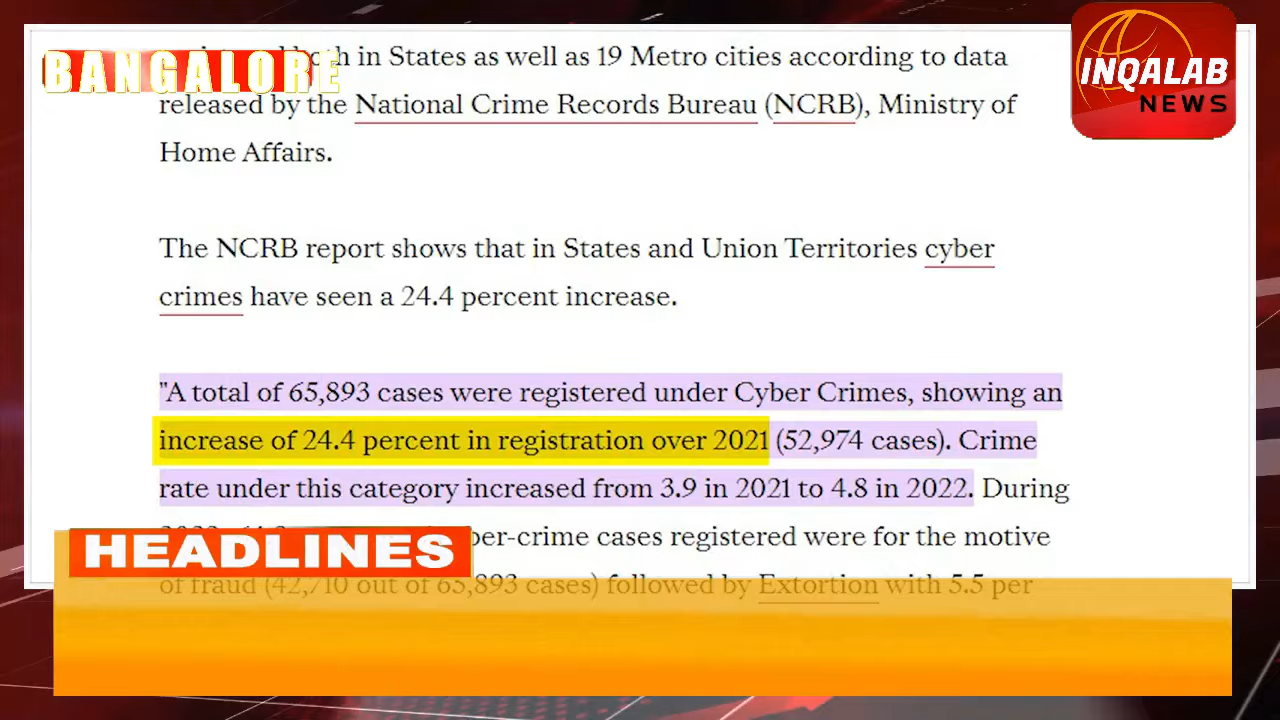 BANGALORE
INQALAB
NEWS
both in States as well as 19 Metro cities according to data
released by the National Crime Records Bureau (NCRB), Ministry of
Home Affairs.
The NCRB report shows that in States and Union Territories cyber
crimes have seen a 24.4 percent increase.
"A total of 65,893 cases were registered under Cyber Crimes, showing an
increase of 24.4 percent in registration over 2021 (52,974 cases). Crime
rate under this category increased from 3.9 in 2021 to 4.8 in 2022. During
cases registered were for the motive
of fraud (42,710 out of 65,893 cases) followed by Extortion with 5.5 per
HEADLINES